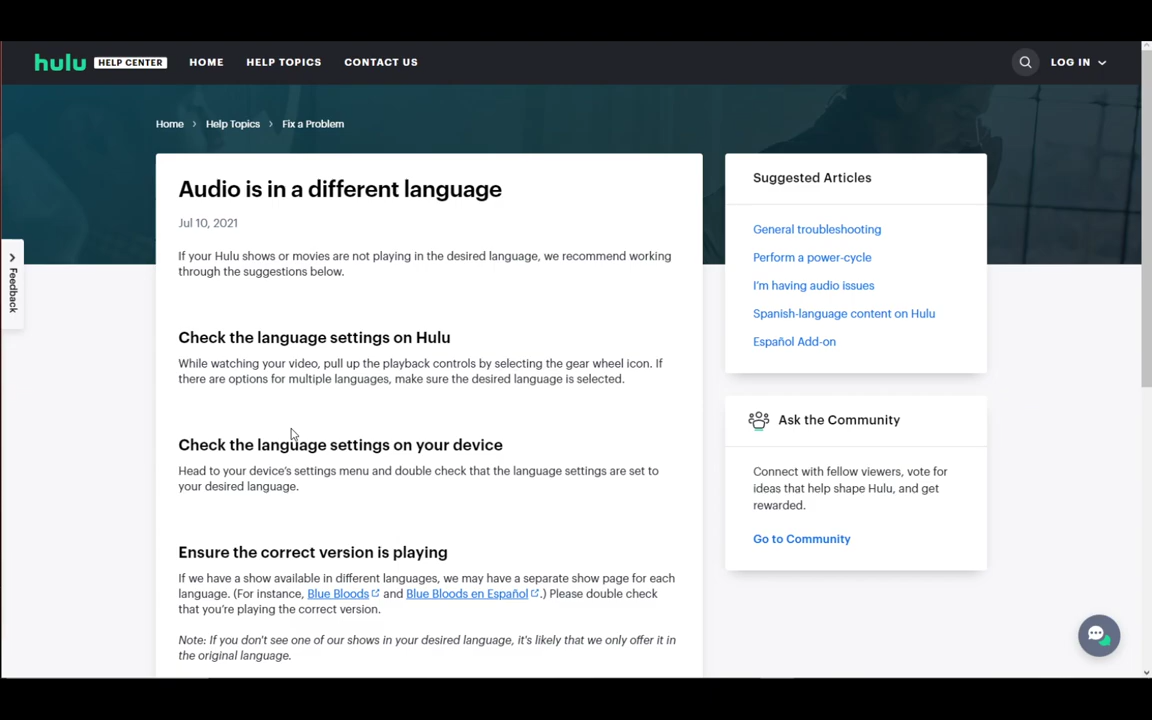 hulu HELP CENTER HOME HELP TOPICS CONTACT US LOG IN
Home > Help Topics > Fix a Problem
Feedback
Audio is in a different language
Jul 10, 2021
If your Hulu shows or movies are not playing in the desired language, we recommend working
through the suggestions below.
Check the language settings on Hulu
While watching your video, pull up the playback controls by selecting the gear wheel icon. If
there are options for multiple languages, make sure the desired language is selected.
Check the language settings on your device
Head to your device's settings menu and double check that the language settings are set to
your desired language.
Ensure the correct version is playing
If we have a show available in different languages, we may have a separate show page for each
language. (For instance, Blue Bloods and Blue Bloods en Español.) Please double check
that you're playing the correct version.
Note: If you don't see one of our shows in your desired language, it's likely that we only offer it in
the original language.
Suggested Articles
General troubleshooting
Perform a power-cycle
I'm having audio issues
Spanish-language content on Hulu
Español Add-on
Ask the Community
Connect with fellow viewers, vote for
ideas that help shape Hulu, and get
rewarded.
Go to Community